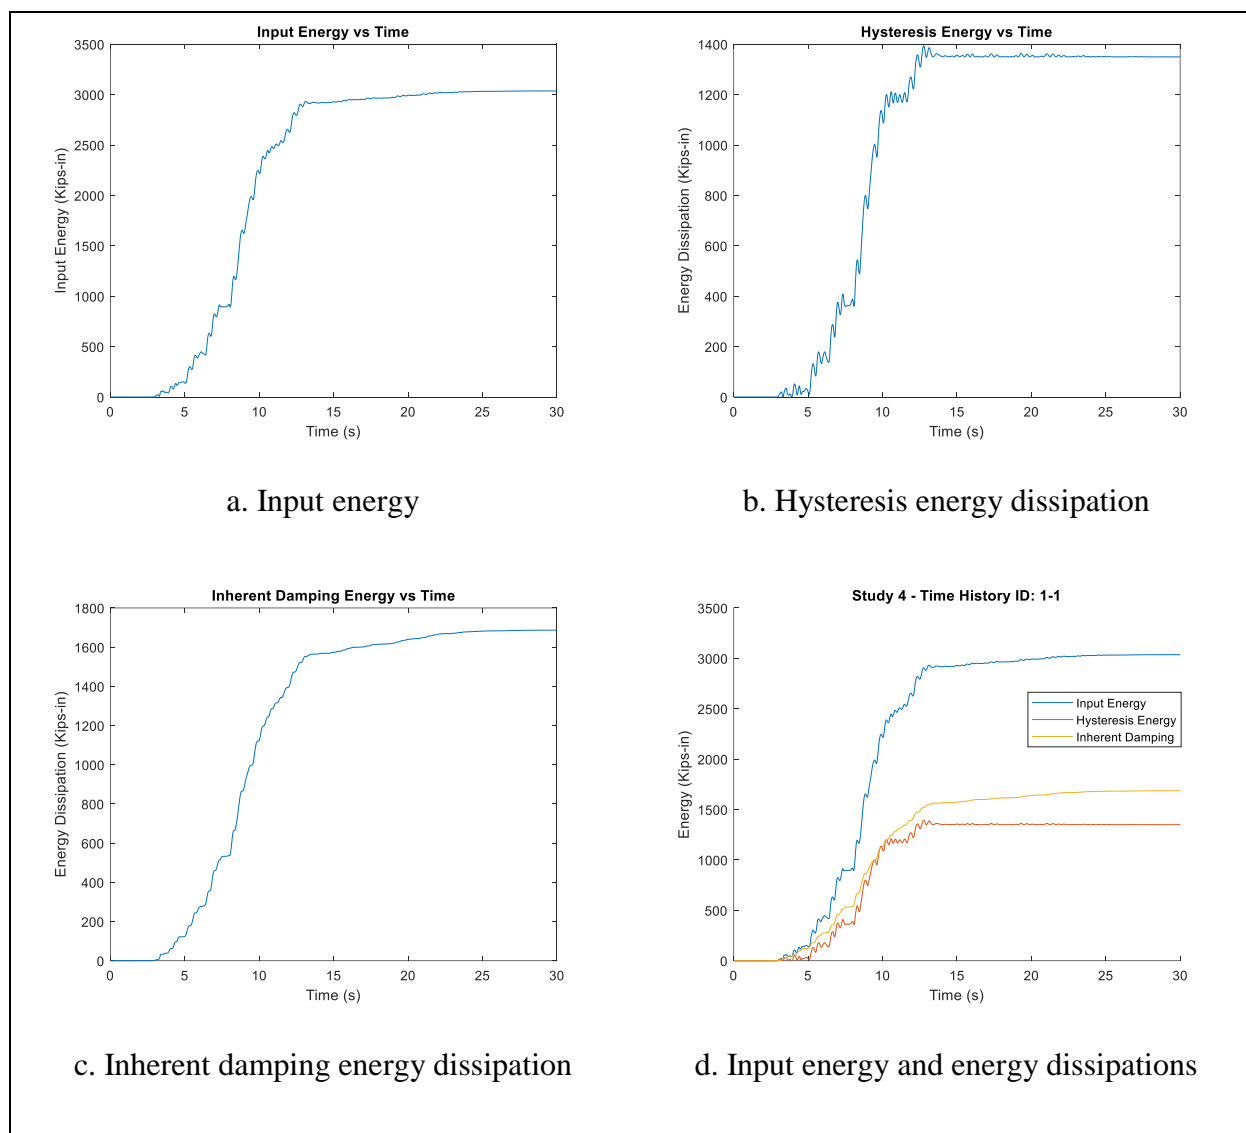 Input Energy vs Time
Input Energy (Kips-in)
3500
3000
2500
2000
1500
1000
500
0
0 5 10 15 20 25 30
Time (s)
a. Input energy
Hysteresis Energy vs Time
Energy Dissipation (Kips-in)
1400
1200
1000
800
600
400
200
0
0 5 10 15 20 25 30
Time (s)
b. Hysteresis energy dissipation
Inherent Damping Energy vs Time
Energy Dissipation (Kips-in)
1800
1600
1400
1200
1000
800
600
400
200
0
0 5 10 15 20 25 30
Time (s)
c. Inherent damping energy dissipation
Study 4 - Time History ID: 1-1
Energy (Kips-in)
3500
3000
2500
2000
1500
1000
500
0
Input Energy
Hysteresis Energy
Inherent Damping
0 5 10 15 20 25 30
Time (s)
d. Input energy and energy dissipations